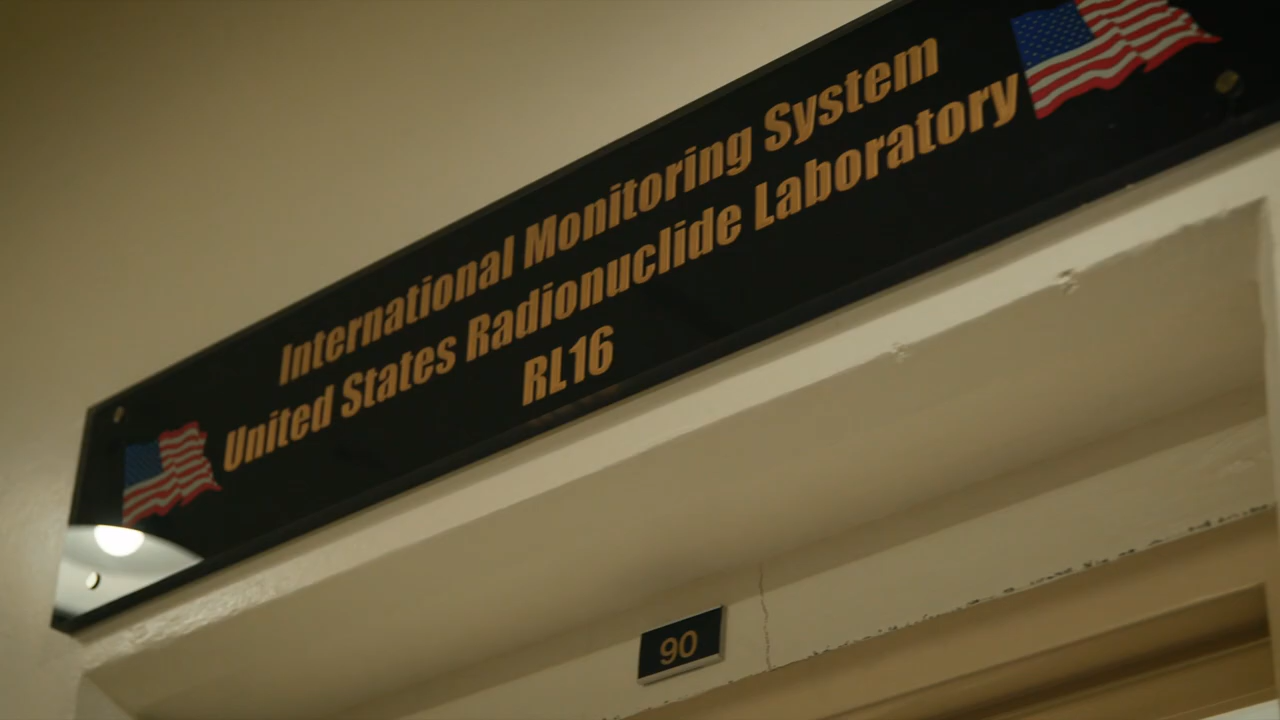 International Monitoring System
United States Radionuclide Laboratory
RL16
90